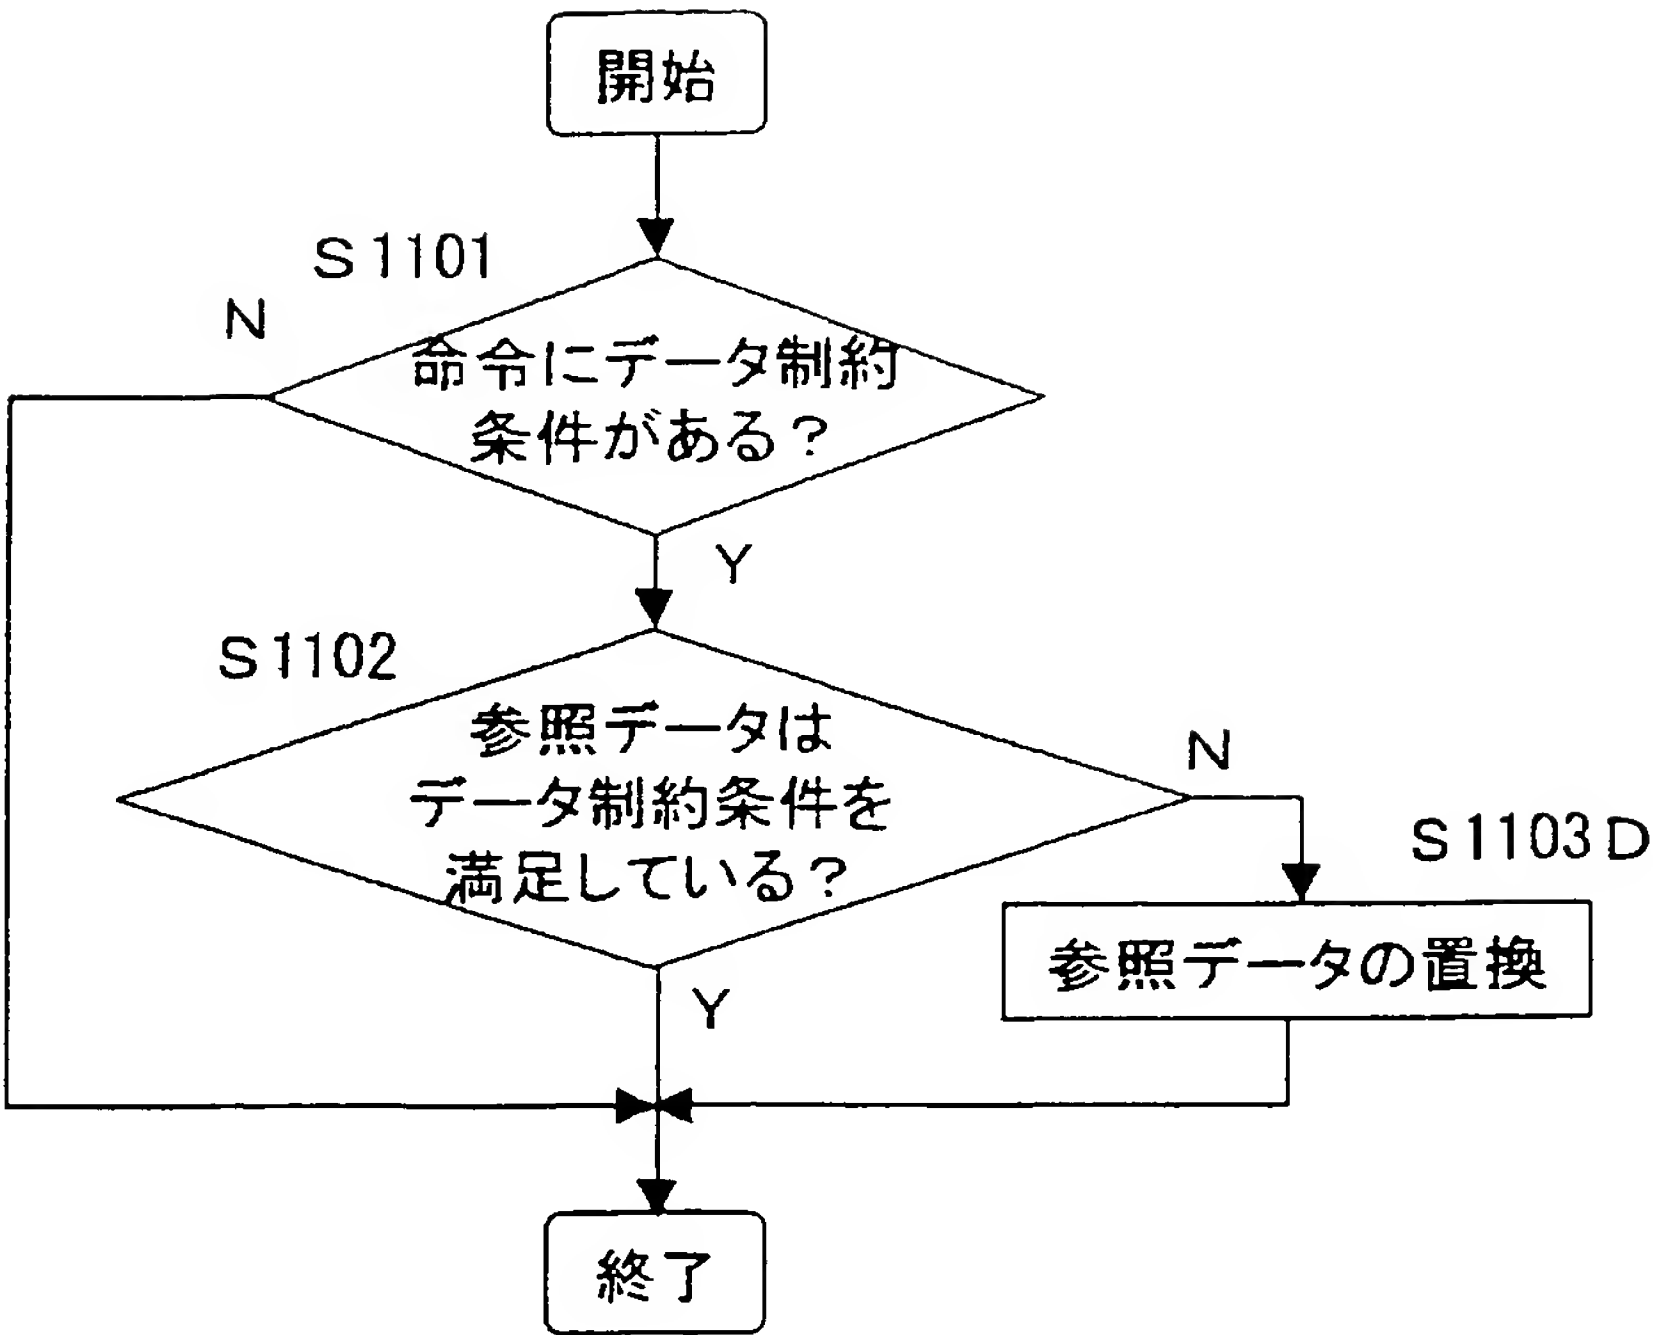 開始
S1101
N
命令にデータ制約
条件がある?
Y
S1102
参照データは
データ制約条件を
満足している?
N
S1103D
参照データの置換
Y
終了